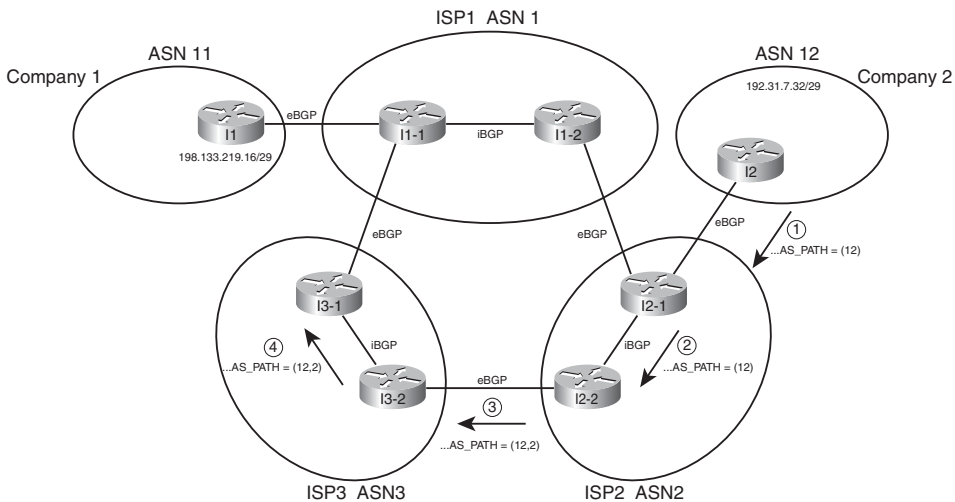 ISP1 ASN 1
ASN 11
ASN 12
Company 1
Company 2
192.31.7.32/29
eBGP
I1
I1-1
iBGP
I1-2
198.133.219.16/29
I2
eBGP
eBGP
eBGP
①
...AS_PATH = (12)
I3-1
I2-1
④
iBGP
iBGP
②
...AS_PATH = (12,2)
...AS_PATH = (12)
I3-2
eBGP
I2-2
③
...AS_PATH = (12,2)
ISP3 ASN3
ISP2 ASN2